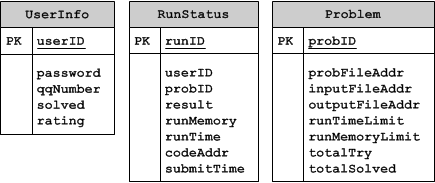 UserInfo
PK userID
password
qqNumber
solved
rating
RunStatus
PK runID
userID
probID
result
runMemory
runTime
codeAddr
submitTime
Problem
PK probID
probFileAddr
inputFileAddr
outputFileAddr
runTimeLimit
runMemoryLimit
totalTry
totalSolved